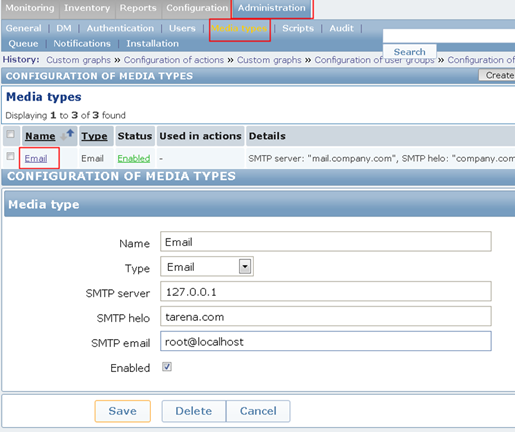 Monitoring Inventory Reports Configuration Administration
General | DM | Authentication | Users | Media types | Scripts | Audit |
Queue | Notifications | Installation
Search
History: Custom graphs » Configuration of actions » Custom graphs » Configuration of user groups » Configuration of
CONFIGURATION OF MEDIA TYPES Create
Media types
Displaying 1 to 3 of 3 found
Name Type Status Used in actions Details
Email Email Enabled - SMTP server: "mail.company.com", SMTP helo: "company.com
CONFIGURATION OF MEDIA TYPES
Media type
Name Email
Type Email
SMTP server 127.0.0.1
SMTP helo tarena.com
SMTP email root@localhost
Enabled
Save Delete Cancel